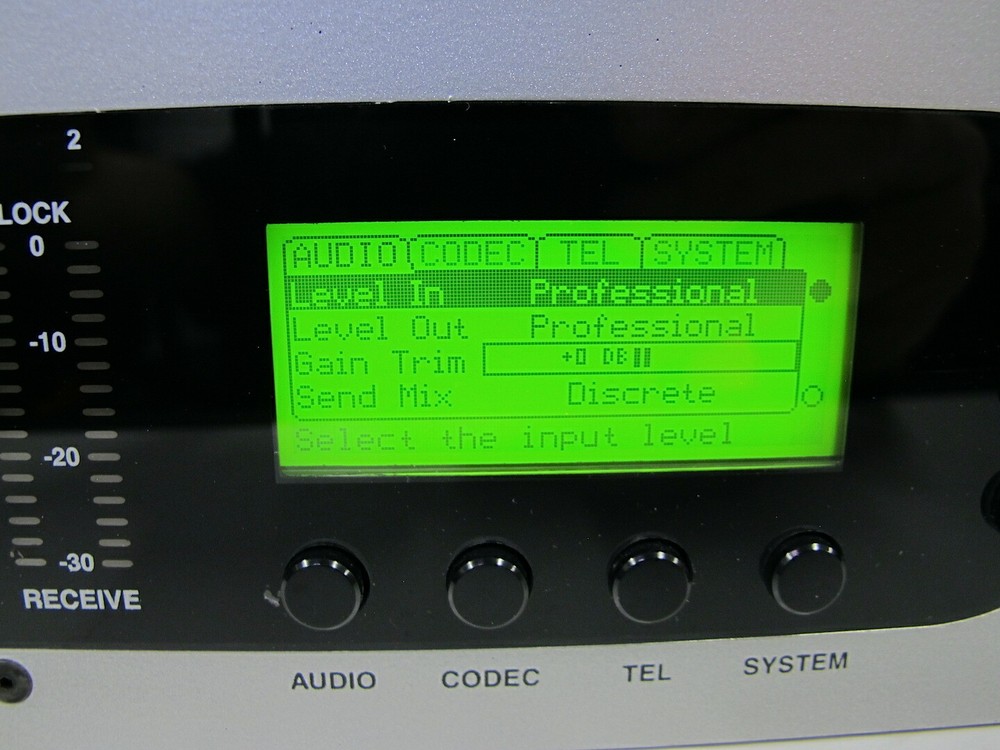 2
LOCK
0
-10
-20
-30
RECEIVE
AUDIO CODEC TEL SYSTEM
Level In Professional
Level Out Professional
Gain Trim +0 DB
Send Mix Discrete
Select the input level
AUDIO CODEC TEL SYSTEM